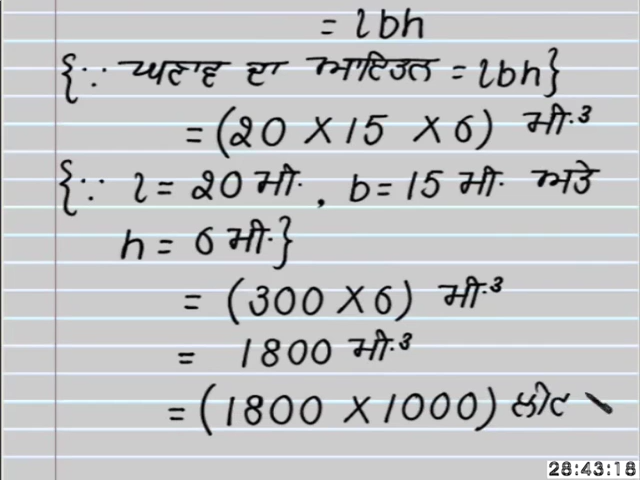 = lbh
{∵ ਘਣਾਵ ਦਾ ਆਇਤਨ = lbh}
= (20 × 15 × 6) ਮੀ.³
{∵ l = 20 ਮੀ., b = 15 ਮੀ. ਅਤੇ
h = 6 ਮੀ.}
= (300 × 6) ਮੀ.³
= 1800 ਮੀ.³
= (1800 × 1000) ਲੀਟ
28:43:18